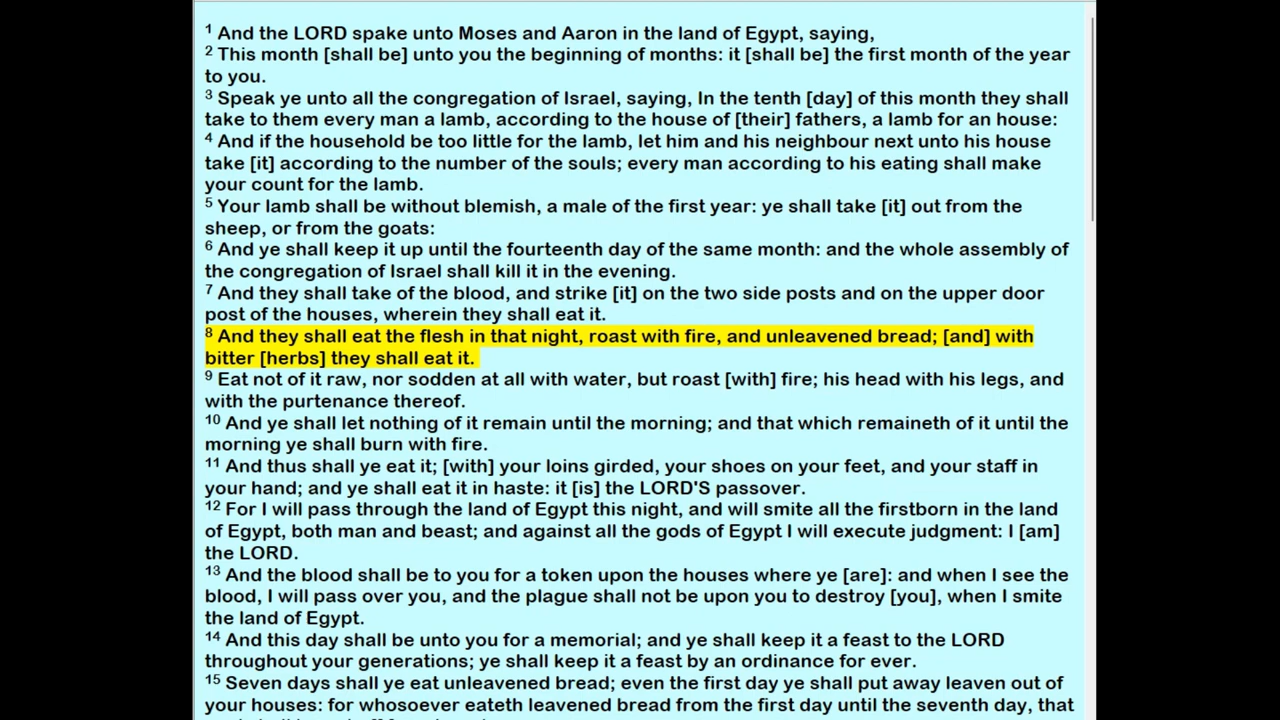 1 And the LORD spake unto Moses and Aaron in the land of Egypt, saying,
2 This month [shall be] unto you the beginning of months: it [shall be] the first month of the year
to you.
3 Speak ye unto all the congregation of Israel, saying, In the tenth [day] of this month they shall
take to them every man a lamb, according to the house of [their] fathers, a lamb for an house:
4 And if the household be too little for the lamb, let him and his neighbour next unto his house
take [it] according to the number of the souls; every man according to his eating shall make
your count for the lamb.
5 Your lamb shall be without blemish, a male of the first year: ye shall take [it] out from the
sheep, or from the goats:
6 And ye shall keep it up until the fourteenth day of the same month: and the whole assembly of
the congregation of Israel shall kill it in the evening.
7 And they shall take of the blood, and strike [it] on the two side posts and on the upper door
post of the houses, wherein they shall eat it.
8 And they shall eat the flesh in that night, roast with fire, and unleavened bread; [and] with
bitter [herbs] they shall eat it.
9 Eat not of it raw, nor sodden at all with water, but roast [with] fire; his head with his legs, and
with the purtenance thereof.
10 And ye shall let nothing of it remain until the morning; and that which remaineth of it until the
morning ye shall burn with fire.
11 And thus shall ye eat it; [with] your loins girded, your shoes on your feet, and your staff in
your hand; and ye shall eat it in haste: it [is] the LORD'S passover.
12 For I will pass through the land of Egypt this night, and will smite all the firstborn in the land
of Egypt, both man and beast; and against all the gods of Egypt I will execute judgment: I [am]
the LORD.
13 And the blood shall be to you for a token upon the houses where ye [are]: and when I see the
blood, I will pass over you, and the plague shall not be upon you to destroy [you], when I smite
the land of Egypt.
14 And this day shall be unto you for a memorial; and ye shall keep it a feast to the LORD
throughout your generations; ye shall keep it a feast by an ordinance for ever.
15 Seven days shall ye eat unleavened bread; even the first day ye shall put away leaven out of
your houses: for whosoever eateth leavened bread from the first day until the seventh day, that